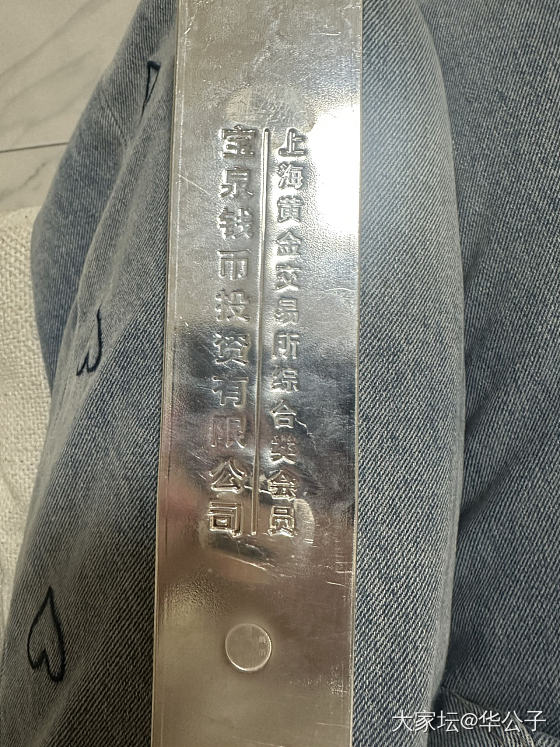 上海黄金交易所综合类会员
宝泉钱币投资有限公司
大家坛@华公子